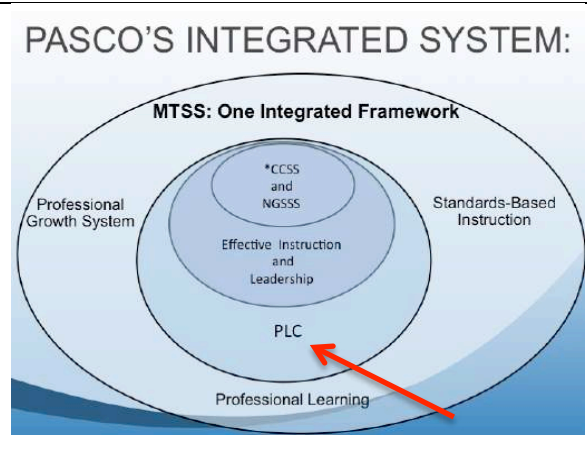 PASCO'S INTEGRATED SYSTEM:
MTSS: One Integrated Framework
*CCSS
and
NGSSS
Professional
Growth System
Standards-Based
Instruction
Effective Instruction
and
Leadership
PLC
Professional Learning